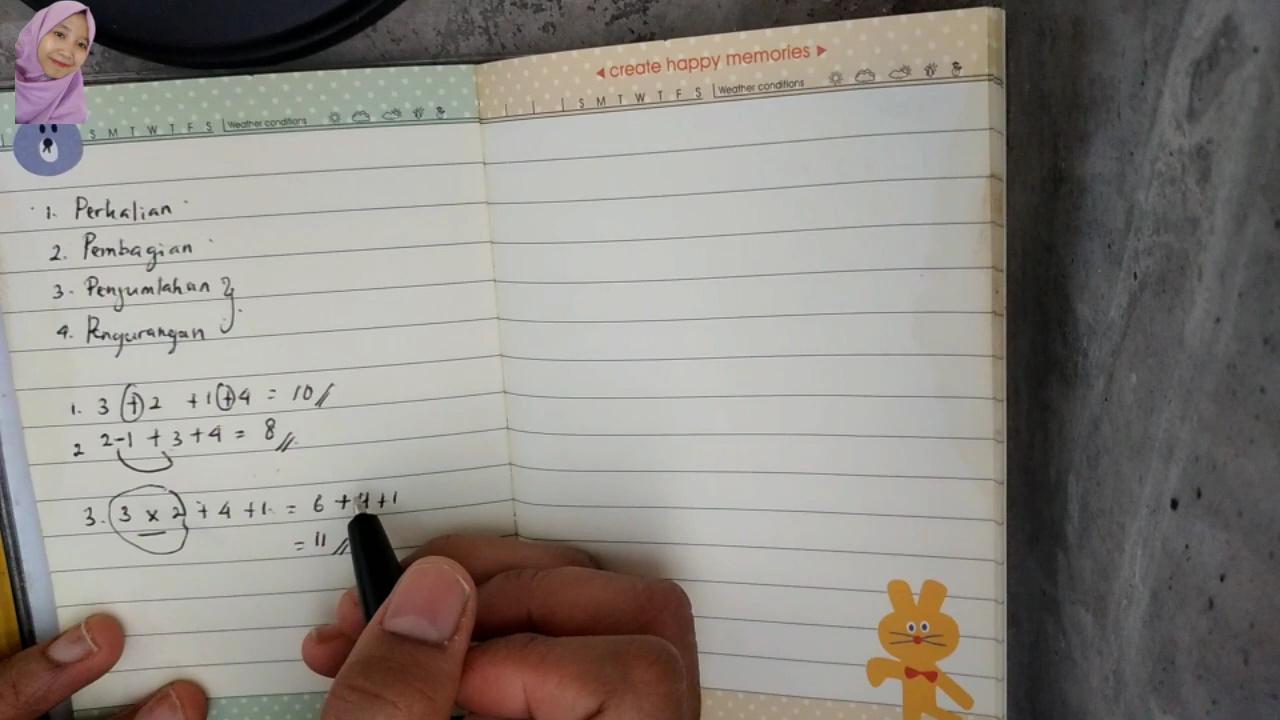 ◄ create happy memories ►
S M T W T F S Weather conditions
S M T W T F S Weather conditions
1. Perkalian
2. Pembagian
3. Penjumlahan
4. Pengurangan
1. 3 + 2 + 1 + 4 = 10 //
2 2 - 1 + 3 + 4 = 8 //
3. 3 x 2 + 4 + 1 = 6 + 4 + 1
= 11 //